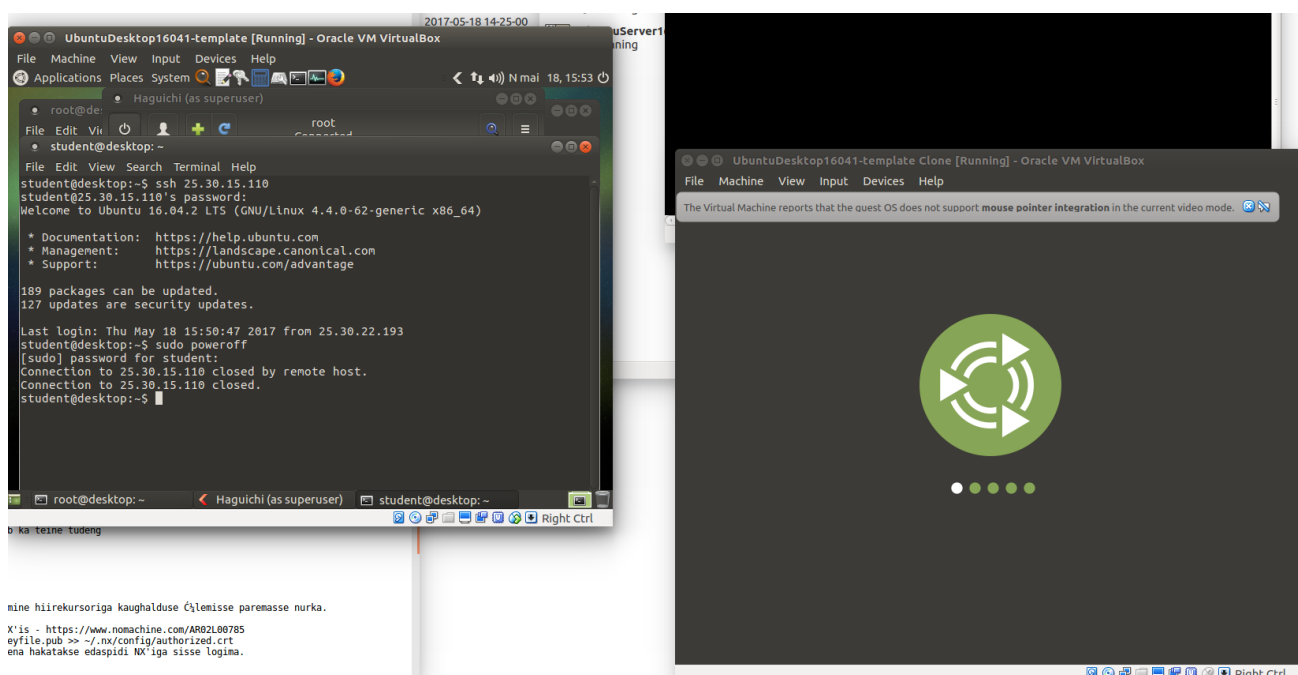 2017-05-18 14-25-00
UbuntuDesktop16041-template [Running] - Oracle VM VirtualBox
File Machine View Input Devices Help
Applications Places System N mai 18, 15:53
Haguichi (as superuser)
root@de
File Edit Vi
root
student@desktop: ~
File Edit View Search Terminal Help
student@desktop:~$ ssh 25.30.15.110
student@25.30.15.110's password:
Welcome to Ubuntu 16.04.2 LTS (GNU/Linux 4.4.0-62-generic x86_64)
* Documentation: https://help.ubuntu.com
* Management: https://landscape.canonical.com
* Support: https://ubuntu.com/advantage
189 packages can be updated.
127 updates are security updates.
Last login: Thu May 18 15:50:47 2017 from 25.30.22.193
student@desktop:~$ sudo poweroff
[sudo] password for student:
Connection to 25.30.15.110 closed by remote host.
Connection to 25.30.15.110 closed.
student@desktop:~$
root@desktop: ~ Haguichi (as superuser) student@desktop: ~
Right Ctrl
uServer1
ning
UbuntuDesktop16041-template Clone [Running] - Oracle VM VirtualBox
File Machine View Input Devices Help
The Virtual Machine reports that the guest OS does not support mouse pointer integration in the current video mode.
Right Ctrl
b ka teine tudeng
mine hiirekursoriga kaughalduse Ćźlemisse paremasse nurka.
X'is - https://www.nomachine.com/AR02L00785
eyfile.pub >> ~/.nx/config/authorized.crt
ena hakatakse edaspidi NX'iga sisse logima.